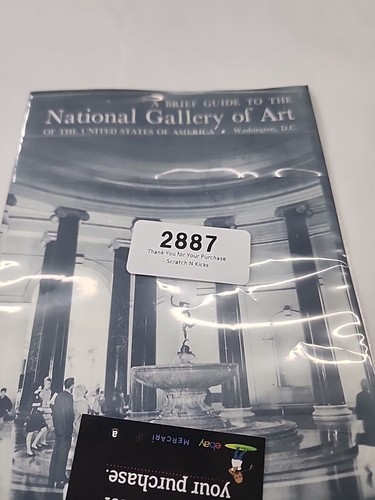 A BRIEF GUIDE TO THE
National Gallery of Art
OF THE UNITED STATES OF AMERICA • Washington, D.C.
2887
Thank You for Your Purchase
- Scratch N Kicks
a ebay MERCARI
your purchase.